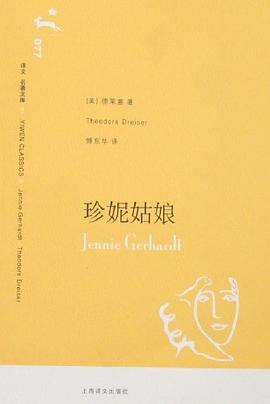 077
译文 名著文库
YIWEN CLASSICS
Jennie Gerhardt
Theodore Dreiser
[美] 德莱塞 著
Theodore Dreiser
傅东华 译
珍妮姑娘
Jennie Gerhardt
上海译文出版社